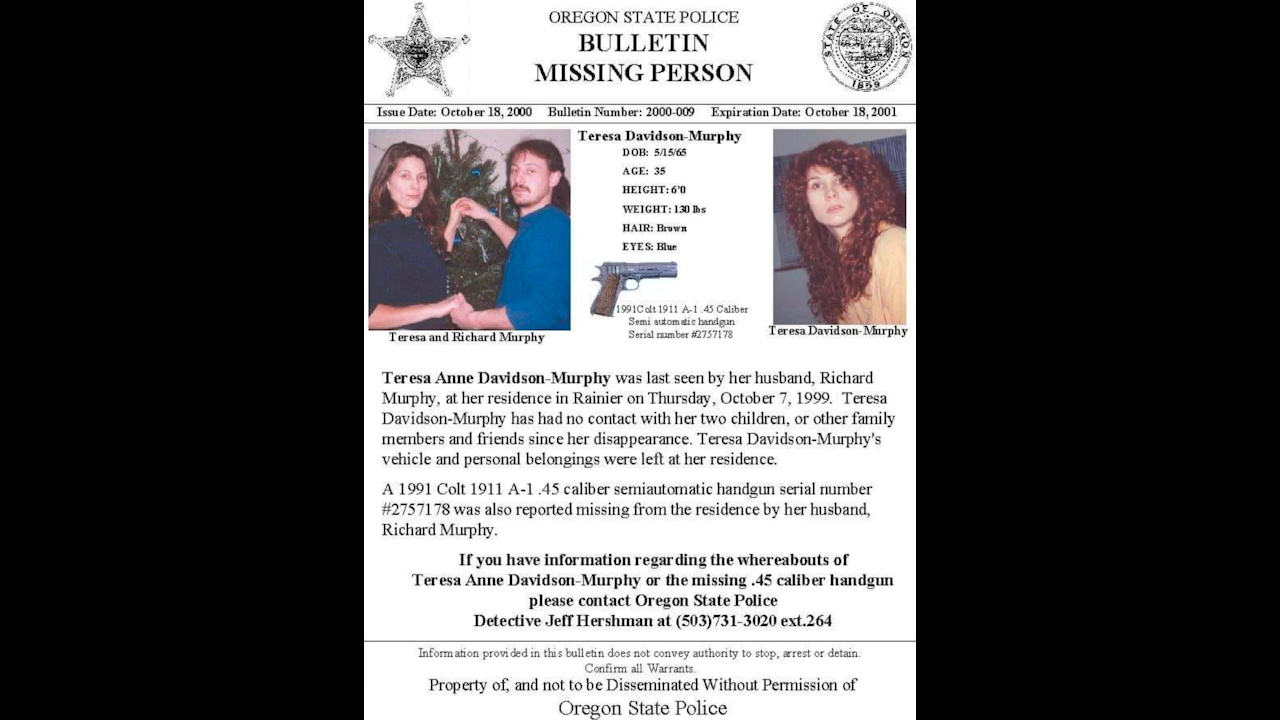 OREGON STATE POLICE
BULLETIN
MISSING PERSON
STATE OF OREGON
1859
Issue Date: October 18, 2000 Bulletin Number: 2000-009 Expiration Date: October 18, 2001
Teresa Davidson-Murphy
DOB: 5/15/65
AGE: 35
HEIGHT: 6'0
WEIGHT: 130 lbs
HAIR: Brown
EYES: Blue
1991Colt 1911 A-1 .45 Caliber
Semi automatic handgun
Serial number #2757178
Teresa and Richard Murphy
Teresa Davidson-Murphy
Teresa Anne Davidson-Murphy was last seen by her husband, Richard
Murphy, at her residence in Rainier on Thursday, October 7, 1999. Teresa
Davidson-Murphy has had no contact with her two children, or other family
members and friends since her disappearance. Teresa Davidson-Murphy's
vehicle and personal belongings were left at her residence.
A 1991 Colt 1911 A-1 .45 caliber semiautomatic handgun serial number
#2757178 was also reported missing from the residence by her husband,
Richard Murphy.
If you have information regarding the whereabouts of
Teresa Anne Davidson-Murphy or the missing .45 caliber handgun
please contact Oregon State Police
Detective Jeff Hershman at (503)731-3020 ext.264
Information provided in this bulletin does not convey authority to stop, arrest or detain.
Confirm all Warrants.
Property of, and not to be Disseminated Without Permission of
Oregon State Police